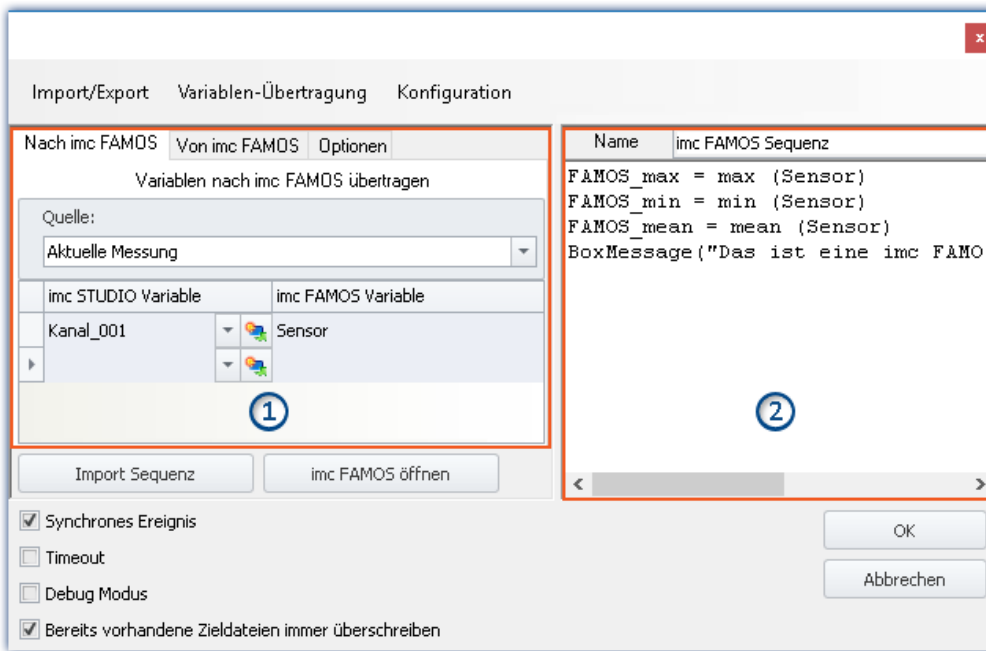 x
Import/Export Variablen-Übertragung Konfiguration
Nach imc FAMOS Von imc FAMOS Optionen
Variablen nach imc FAMOS übertragen
Quelle:
Aktuelle Messung
imc STUDIO Variable imc FAMOS Variable
Kanal_001 Sensor
1
Import Sequenz imc FAMOS öffnen
Name imc FAMOS Sequenz
FAMOS_max = max (Sensor)
FAMOS_min = min (Sensor)
FAMOS_mean = mean (Sensor)
BoxMessage("Das ist eine imc FAMO
2
Synchrones Ereignis
Timeout
Debug Modus
Bereits vorhandene Zieldateien immer überschreiben
OK
Abbrechen